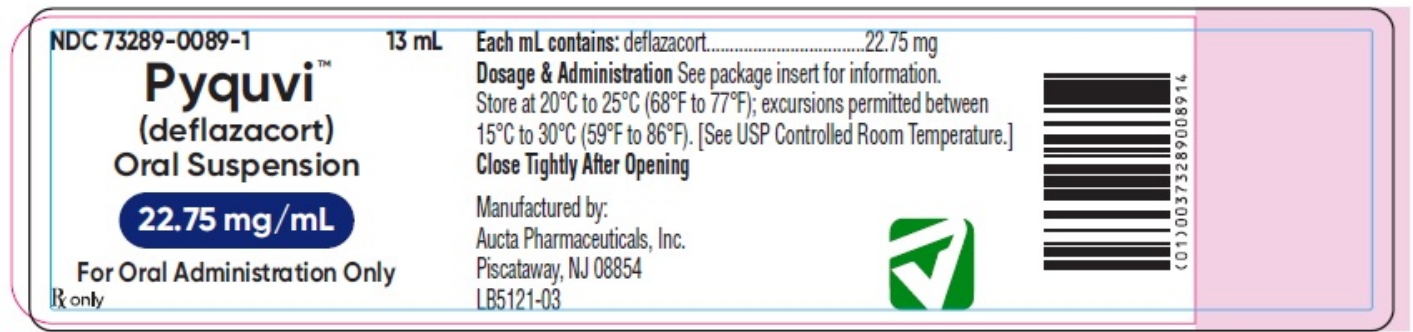 NDC 73289-0089-1 13 mL
Pyquvi™
(deflazacort)
Oral Suspension
22.75 mg/mL
For Oral Administration Only
℞ only
Each mL contains: deflazacort..................................22.75 mg
Dosage & Administration See package insert for information.
Store at 20°C to 25°C (68°F to 77°F); excursions permitted between
15°C to 30°C (59°F to 86°F). [See USP Controlled Room Temperature.]
Close Tightly After Opening
Manufactured by:
Aucta Pharmaceuticals, Inc.
Piscataway, NJ 08854
LB5121-03
(01)00373289008914